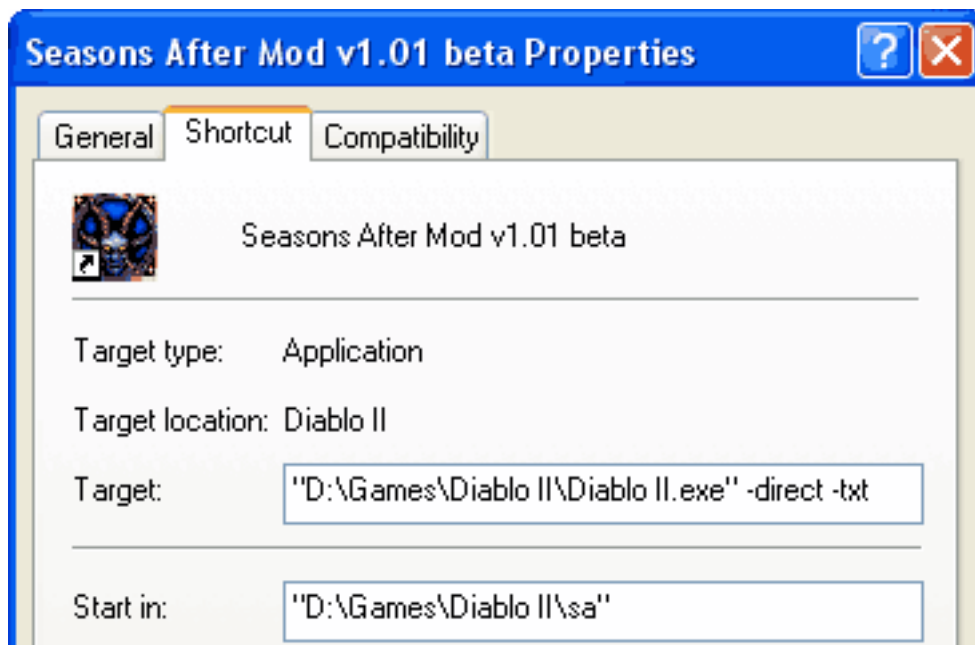 Seasons After Mod v1.01 beta Properties
General Shortcut Compatibility
Seasons After Mod v1.01 beta
Target type: Application
Target location: Diablo II
Target: "D:\Games\Diablo II\Diablo II.exe" -direct -txt
Start in: "D:\Games\Diablo II\sa"